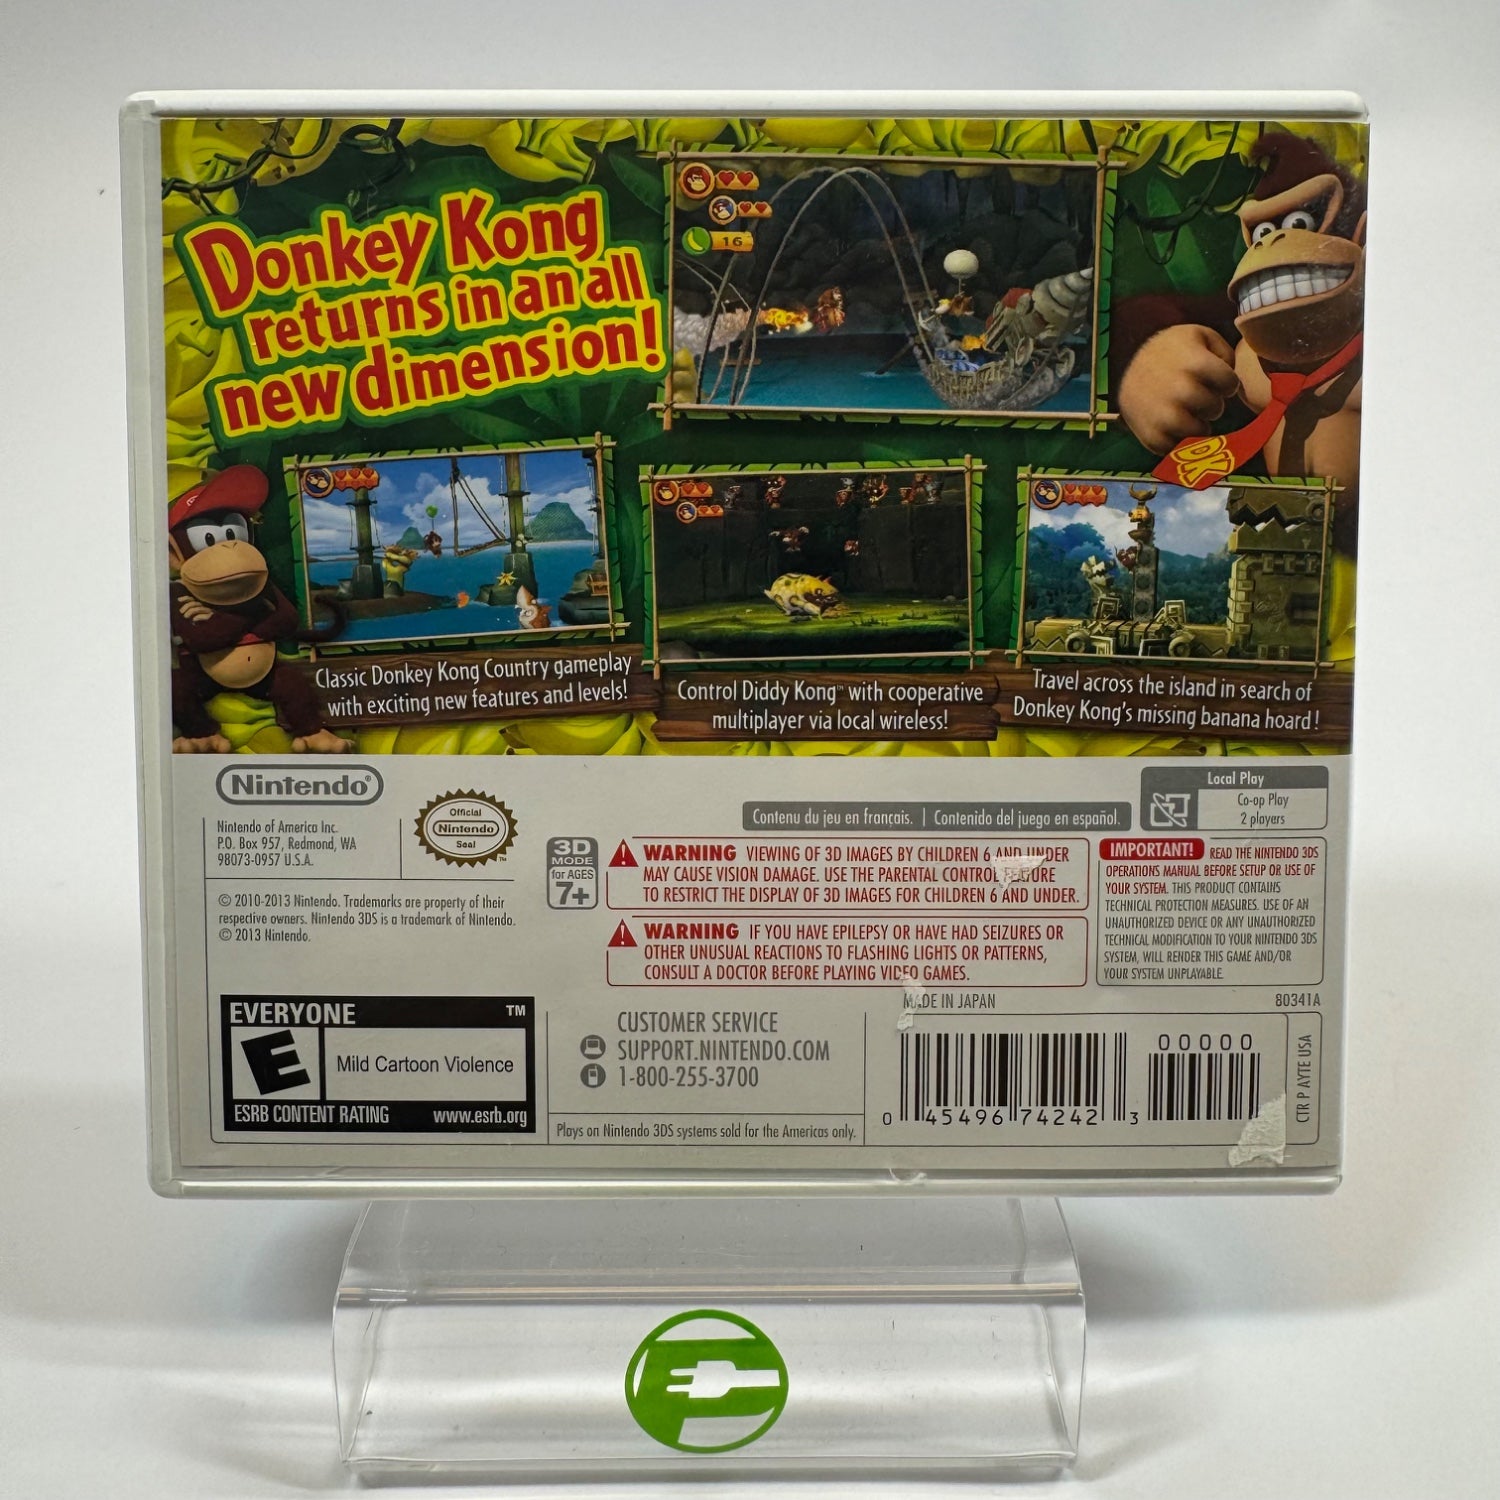 Donkey Kong
returns in an all
new dimension!
16
DK
Classic Donkey Kong Country gameplay
with exciting new features and levels!
Control Diddy Kong™ with cooperative
multiplayer via local wireless!
Travel across the island in search of
Donkey Kong's missing banana hoard!
Nintendo®
Nintendo of America Inc.
P.O. Box 957, Redmond, WA
98073-0957 U.S.A.
Official
Nintendo
Seal
TM
© 2010-2013 Nintendo. Trademarks are property of their
respective owners. Nintendo 3DS is a trademark of Nintendo.
© 2013 Nintendo.
Contenu du jeu en français. | Contenido del juego en español.
Local Play
Co-op Play
2 players
3D
MODE
for AGES
7+
WARNING VIEWING OF 3D IMAGES BY CHILDREN 6 AND UNDER
MAY CAUSE VISION DAMAGE. USE THE PARENTAL CONTROL FEATURE
TO RESTRICT THE DISPLAY OF 3D IMAGES FOR CHILDREN 6 AND UNDER.
WARNING IF YOU HAVE EPILEPSY OR HAVE HAD SEIZURES OR
OTHER UNUSUAL REACTIONS TO FLASHING LIGHTS OR PATTERNS,
CONSULT A DOCTOR BEFORE PLAYING VIDEO GAMES.
IMPORTANT! READ THE NINTENDO 3DS
OPERATIONS MANUAL BEFORE SETUP OR USE OF
YOUR SYSTEM. THIS PRODUCT CONTAINS
TECHNICAL PROTECTION MEASURES. USE OF AN
UNAUTHORIZED DEVICE OR ANY UNAUTHORIZED
TECHNICAL MODIFICATION TO YOUR NINTENDO 3DS
SYSTEM, WILL RENDER THIS GAME AND/OR
YOUR SYSTEM UNPLAYABLE.
MADE IN JAPAN
80341A
EVERYONE
TM
E
Mild Cartoon Violence
ESRB CONTENT RATING www.esrb.org
CUSTOMER SERVICE
SUPPORT.NINTENDO.COM
1-800-255-3700
Plays on Nintendo 3DS systems sold for the Americas only.
0 45496 74242 3
00000
CTR P AYTE USA